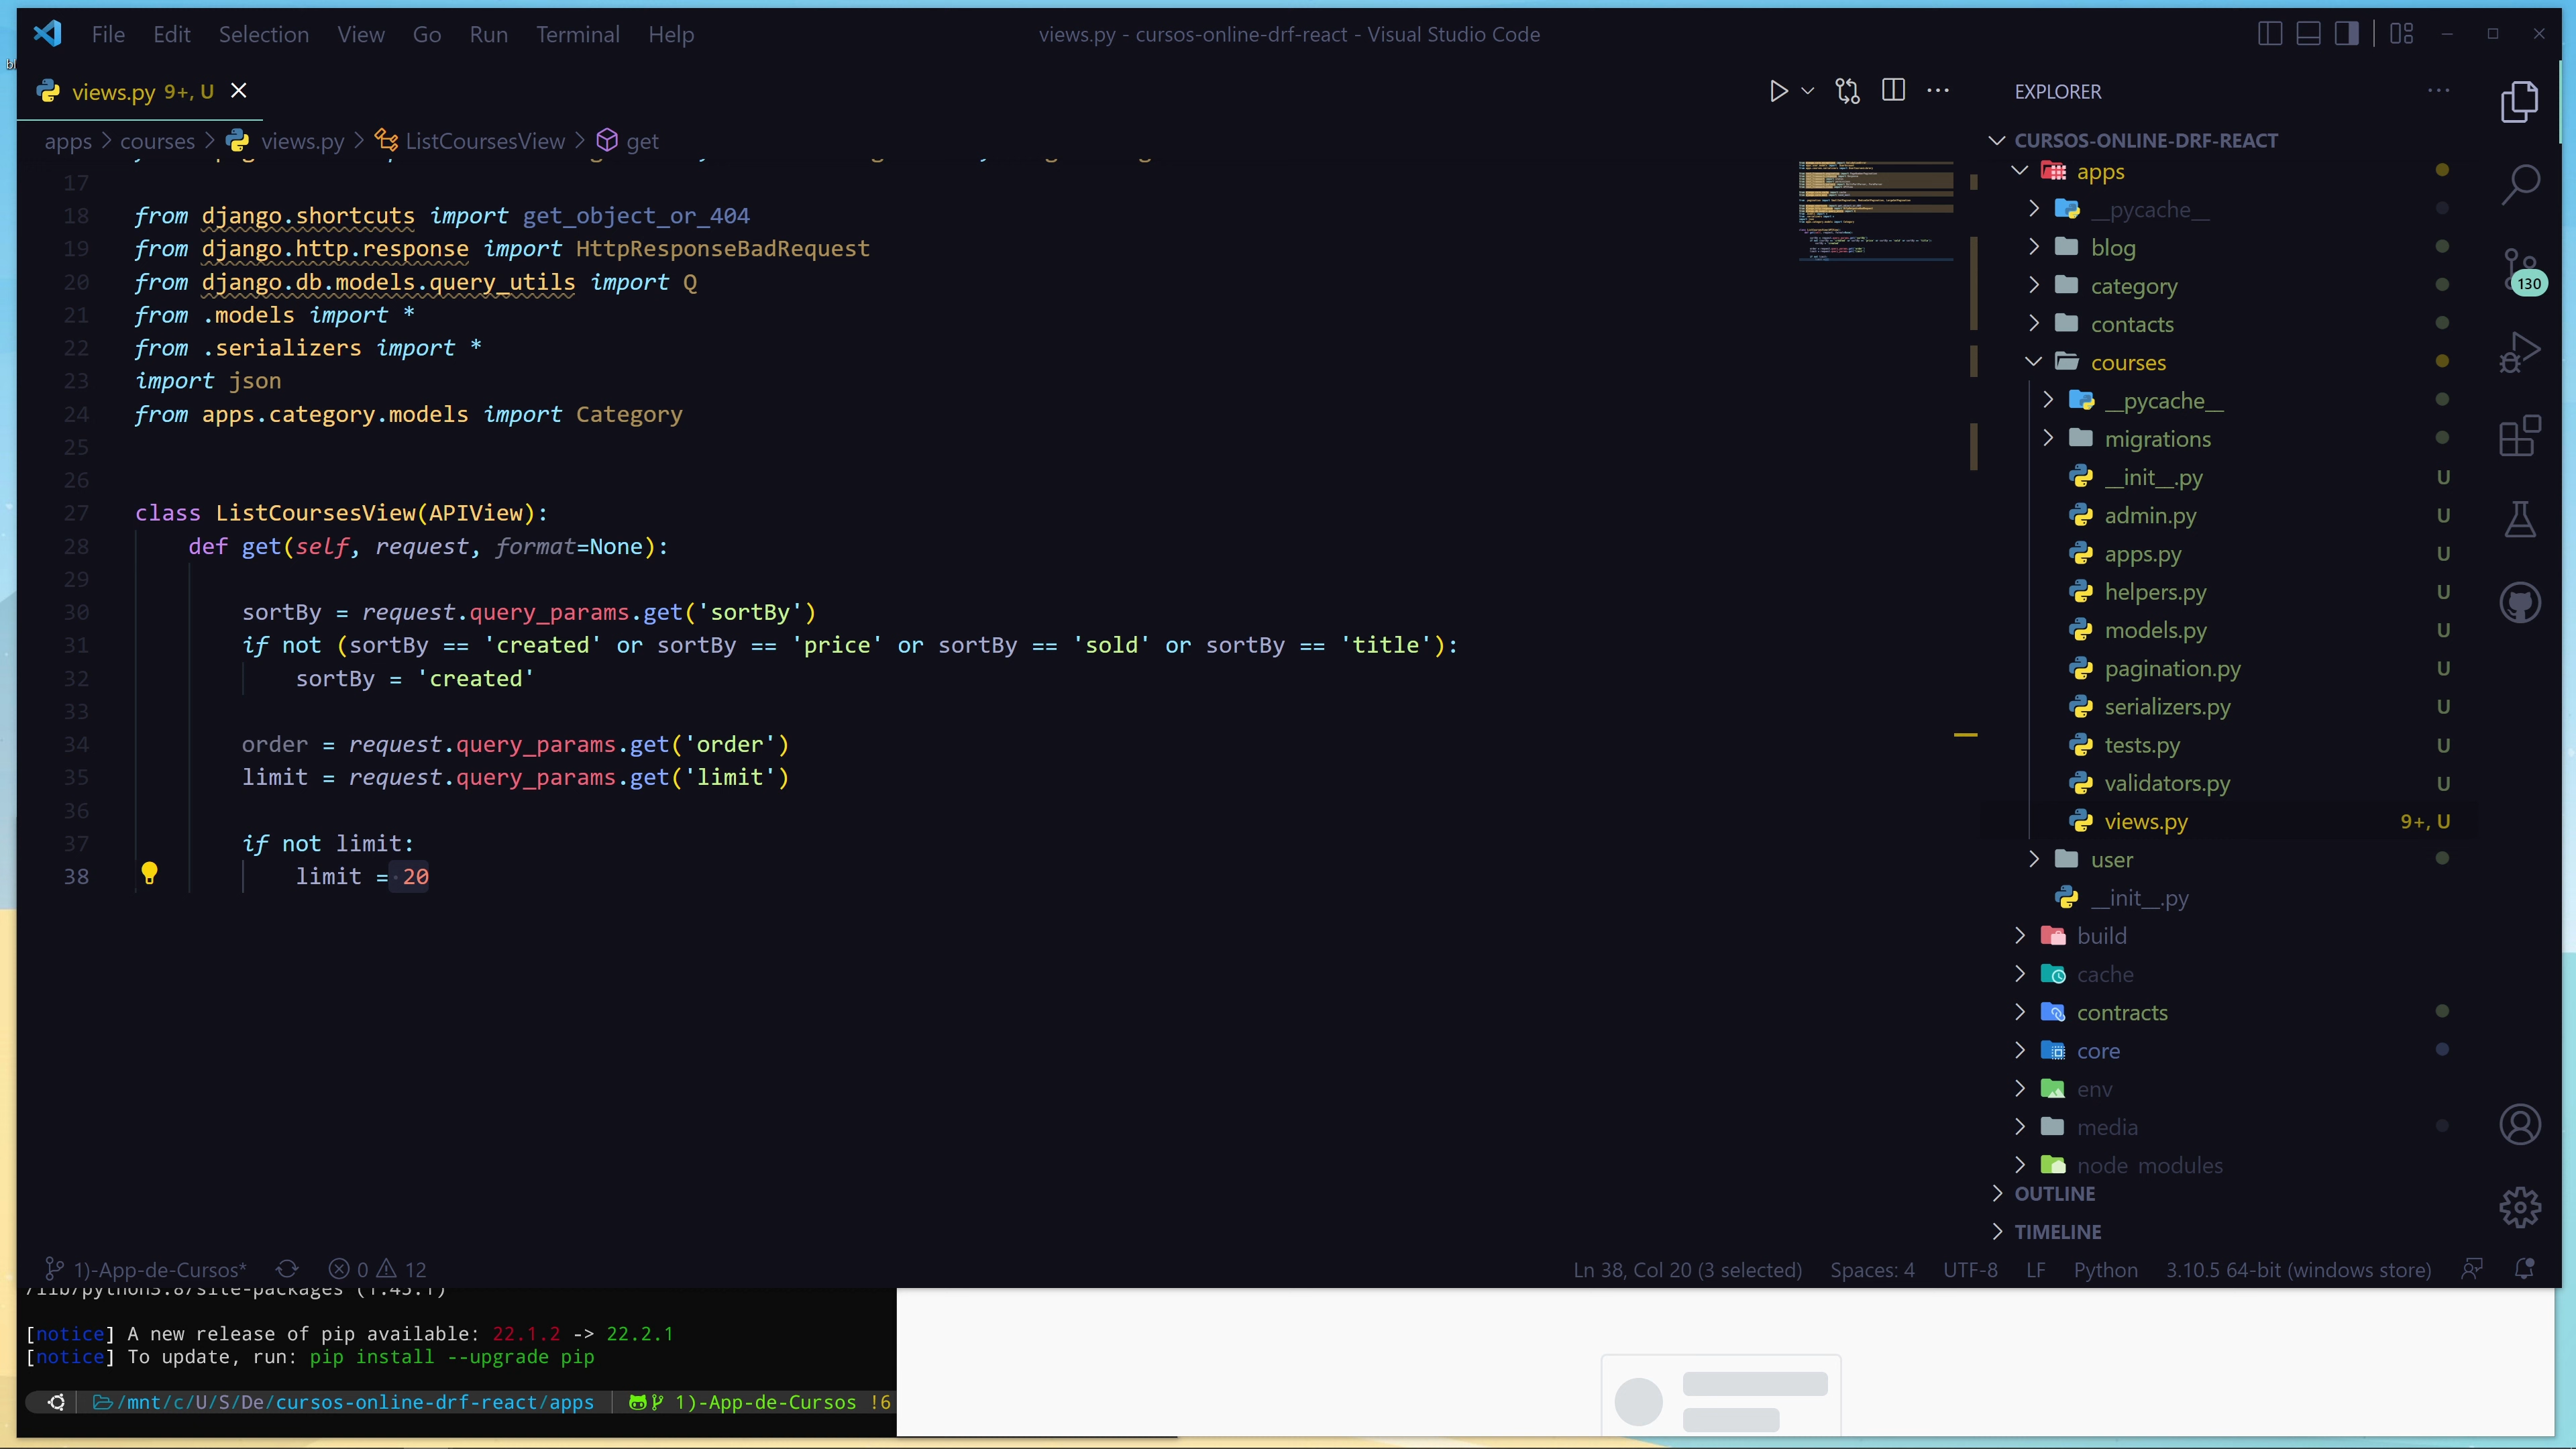 File Edit Selection View Go Run Terminal Help
views.py - cursos-online-drf-react - Visual Studio Code
views.py 9+, U
apps > courses > views.py > ListCoursesView > get
17
18 from django.shortcuts import get_object_or_404
19 from django.http.response import HttpResponseBadRequest
20 from django.db.models.query_utils import Q
21 from .models import *
22 from .serializers import *
23 import json
24 from apps.category.models import Category
25
26
27 class ListCoursesView(APIView):
28 def get(self, request, format=None):
29
30 sortBy = request.query_params.get('sortBy')
31 if not (sortBy == 'created' or sortBy == 'price' or sortBy == 'sold' or sortBy == 'title'):
32 sortBy = 'created'
33
34 order = request.query_params.get('order')
35 limit = request.query_params.get('limit')
36
37 if not limit:
38 limit = 20
EXPLORER
CURSOS-ONLINE-DRF-REACT
apps
__pycache__
blog
category
contacts
courses
__pycache__
migrations
__init__.py U
admin.py U
apps.py U
helpers.py U
models.py U
pagination.py U
serializers.py U
tests.py U
validators.py U
views.py 9+, U
user
__init__.py
build
cache
contracts
core
env
media
node_modules
OUTLINE
TIMELINE
130
1)-App-de-Cursos* 0 12
Ln 38, Col 20 (3 selected) Spaces: 4 UTF-8 LF Python 3.10.5 64-bit (windows store)
/lib/python3.8/site-packages (1.43.1)
[notice] A new release of pip available: 22.1.2 -> 22.2.1
[notice] To update, run: pip install --upgrade pip
/mnt/c/U/S/De/cursos-online-drf-react/apps 1)-App-de-Cursos !6